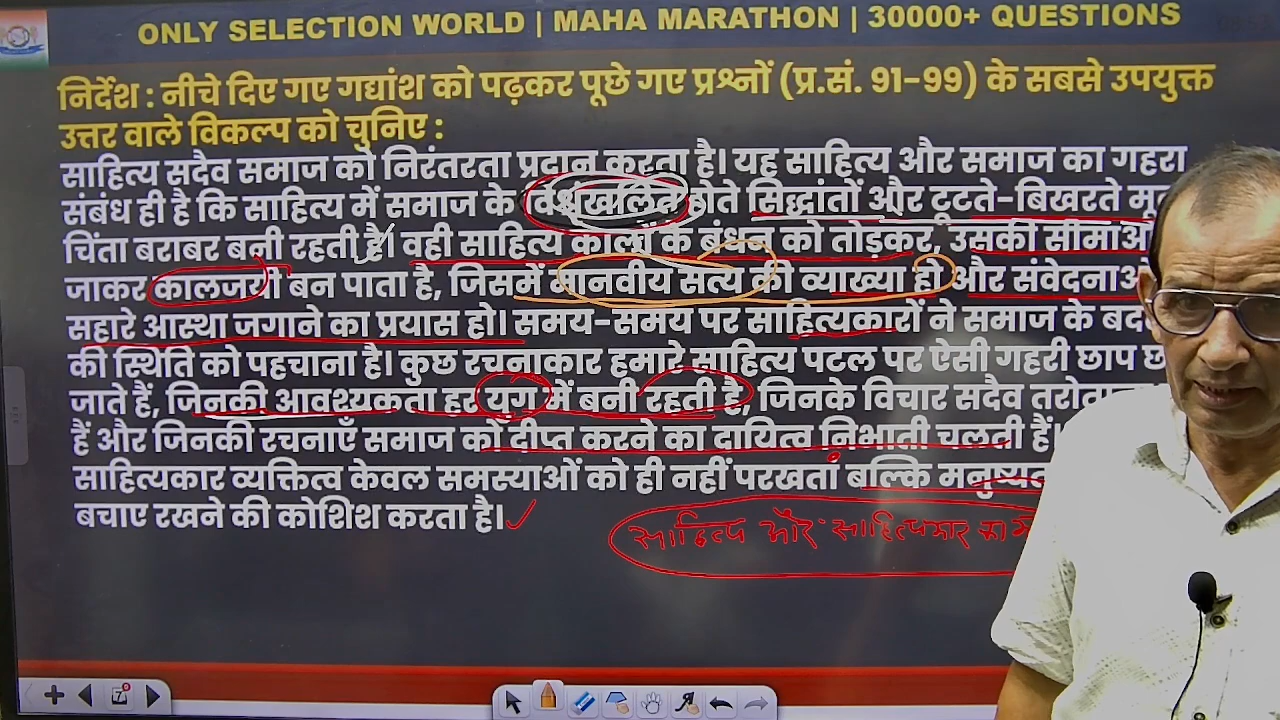 ONLY SELECTION WORLD | MAHA MARATHON | 30000+ QUESTIONS
निर्देश : नीचे दिए गए गद्यांश को पढ़कर पूछे गए प्रश्नों (प्र.सं. 91-99) के सबसे उपयुक्त
उत्तर वाले विकल्प को चुनिए :
साहित्य सदैव समाज को निरंतरता प्रदान करता है। यह साहित्य और समाज का गहरा
संबंध ही है कि साहित्य में समाज के विश्रृंखलित होते सिद्धांतों और टूटते-बिखरते
चिंता बराबर बनी रहती है। वही साहित्य कालों के बंधन को तोड़कर, उसकी
जाकर कालजयी बन पाता है, जिसमें मानवीय सत्य की व्याख्या हो और
सहारे आस्था जगाने का प्रयास हो। समय-समय पर साहित्यकारों ने समाज के
की स्थिति को पहचाना है। कुछ रचनाकार हमारे साहित्य पटल पर ऐसी गहरी छाप
जाते हैं, जिनकी आवश्यकता हर युग में बनी रहती है, जिनके विचार सदैव
हैं और जिनकी रचनाएँ समाज को दीप्त करने का दायित्व निभाती चलती हैं।
साहित्यकार व्यक्तित्व केवल समस्याओं को ही नहीं परखता बल्कि
बचाए रखने की कोशिश करता है।
साहित्य और साहित्यकार का